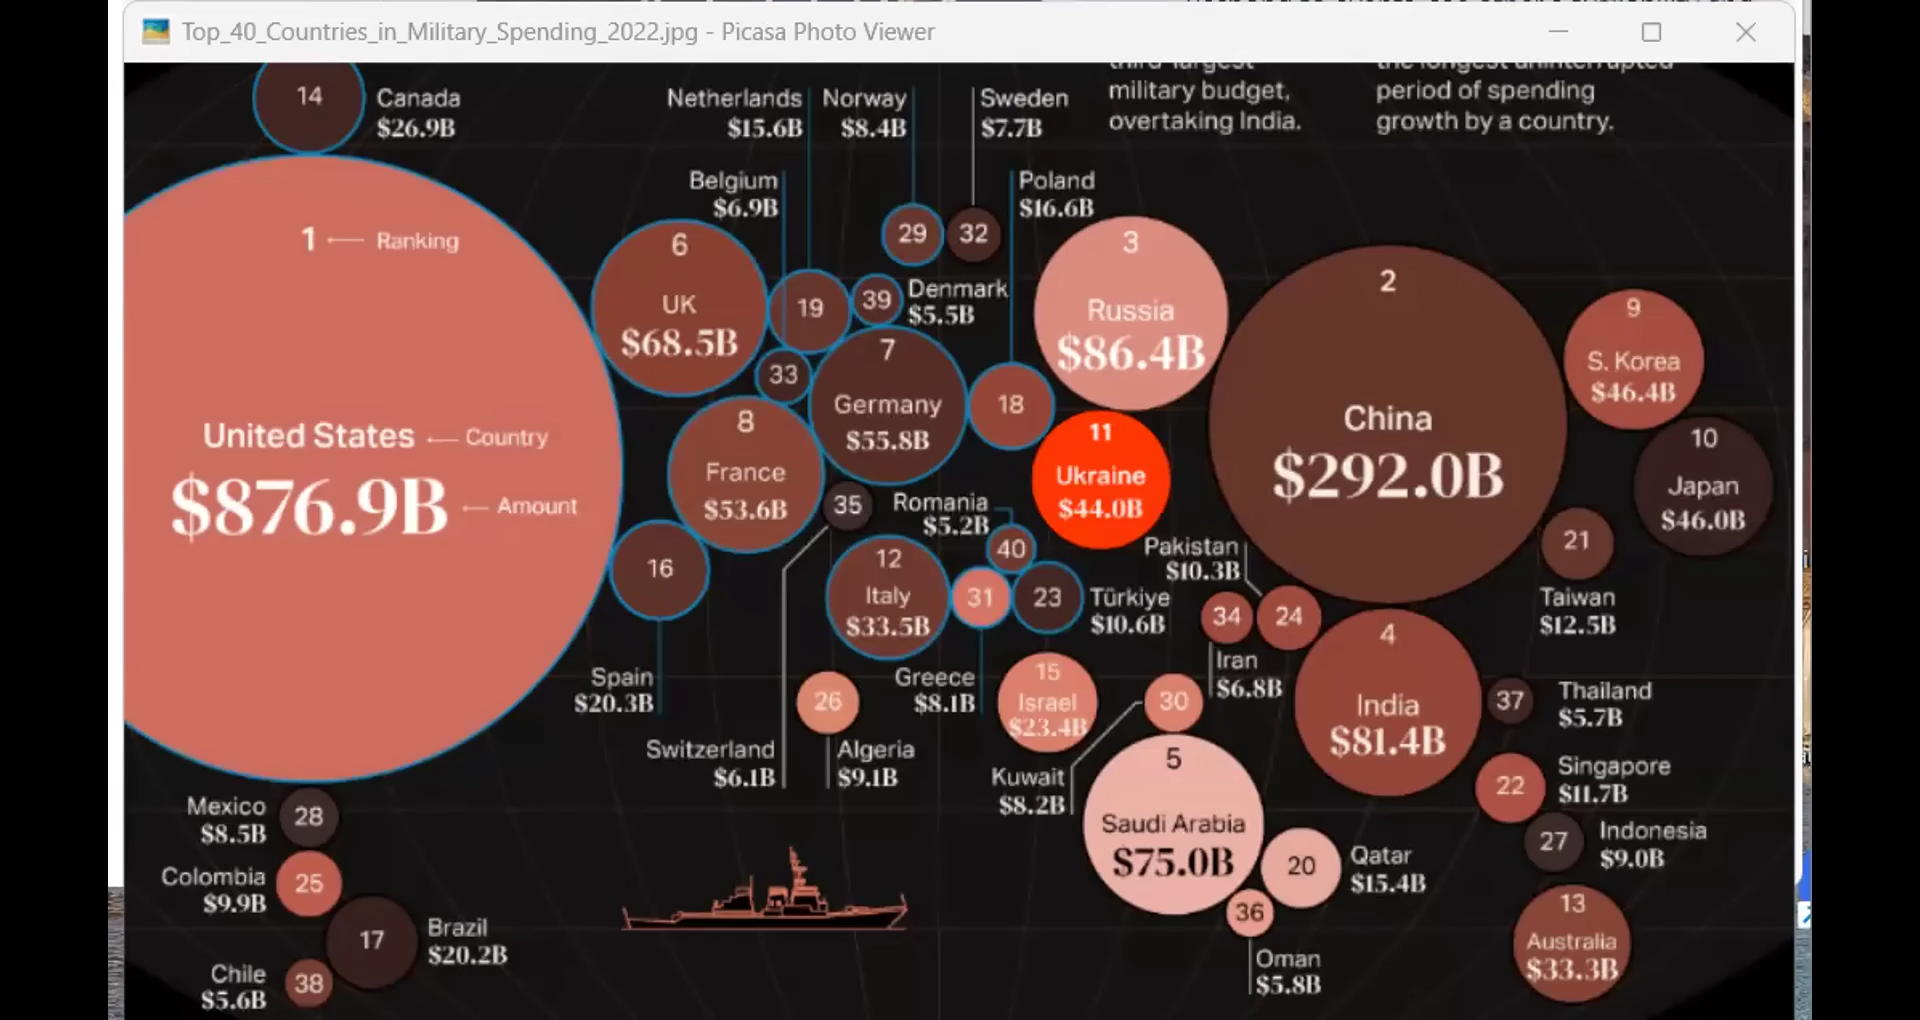 Top_40_Countries_in_Military_Spending_2022.jpg - Picasa Photo Viewer
military budget,
overtaking India.
period of spending
growth by a country.
14
Canada
$26.9B
Netherlands
$15.6B
Norway
$8.4B
Sweden
$7.7B
Belgium
$6.9B
Poland
$16.6B
1
Ranking
United States
Country
$876.9B
Amount
6
UK
$68.5B
19
39
Denmark
$5.5B
29
32
33
7
Germany
$55.8B
18
8
France
$53.6B
3
Russia
$86.4B
11
Ukraine
$44.0B
2
China
$292.0B
9
S. Korea
$46.4B
10
Japan
$46.0B
21
Taiwan
$12.5B
16
Spain
$20.3B
35
Switzerland
$6.1B
Romania
$5.2B
40
12
Italy
$33.5B
31
Greece
$8.1B
23
Türkiye
$10.6B
Pakistan
$10.3B
34
24
Iran
$6.8B
4
India
$81.4B
26
Algeria
$9.1B
15
Israel
$23.4B
30
Kuwait
$8.2B
5
Saudi Arabia
$75.0B
20
Qatar
$15.4B
36
Oman
$5.8B
37
Thailand
$5.7B
22
Singapore
$11.7B
27
Indonesia
$9.0B
13
Australia
$33.3B
Mexico
$8.5B
28
Colombia
$9.9B
25
17
Brazil
$20.2B
Chile
$5.6B
38